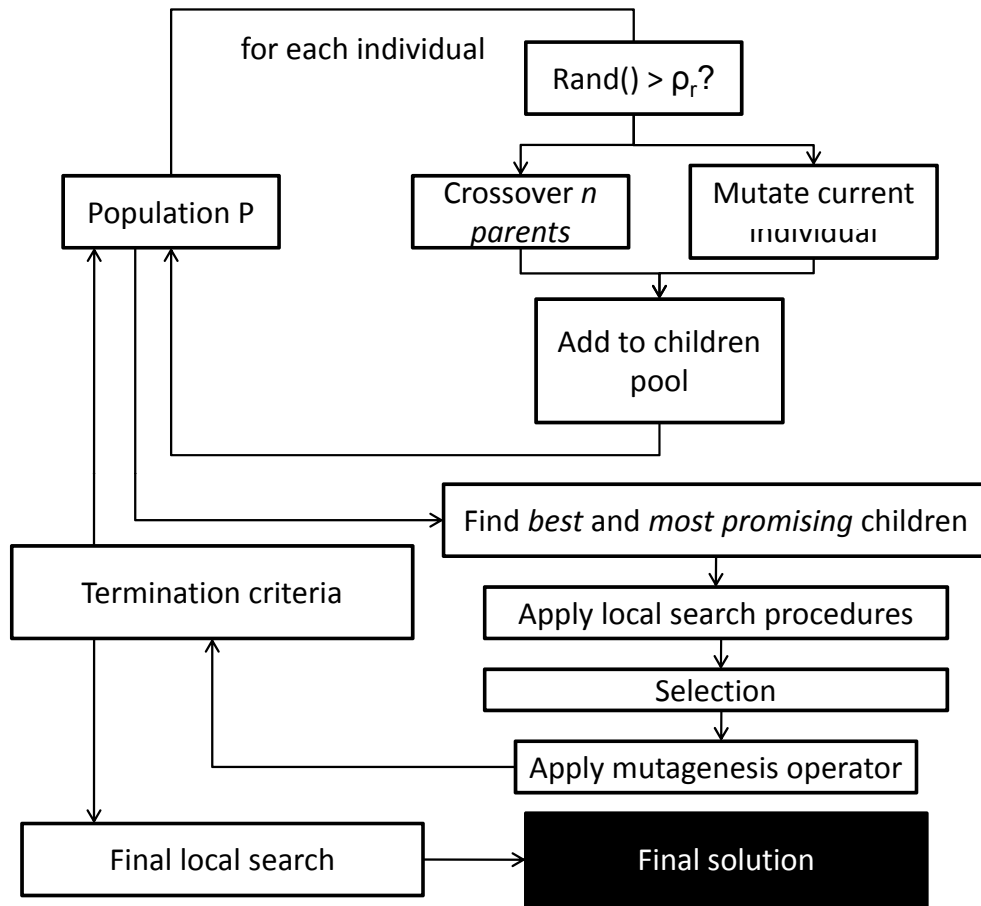 for each individual
Rand() > ρr?
Crossover n
parents
Mutate current
individual
Population P
Add to children
pool
Find best and most promising children
Termination criteria
Apply local search procedures
Selection
Apply mutagenesis operator
Final local search
Final solution